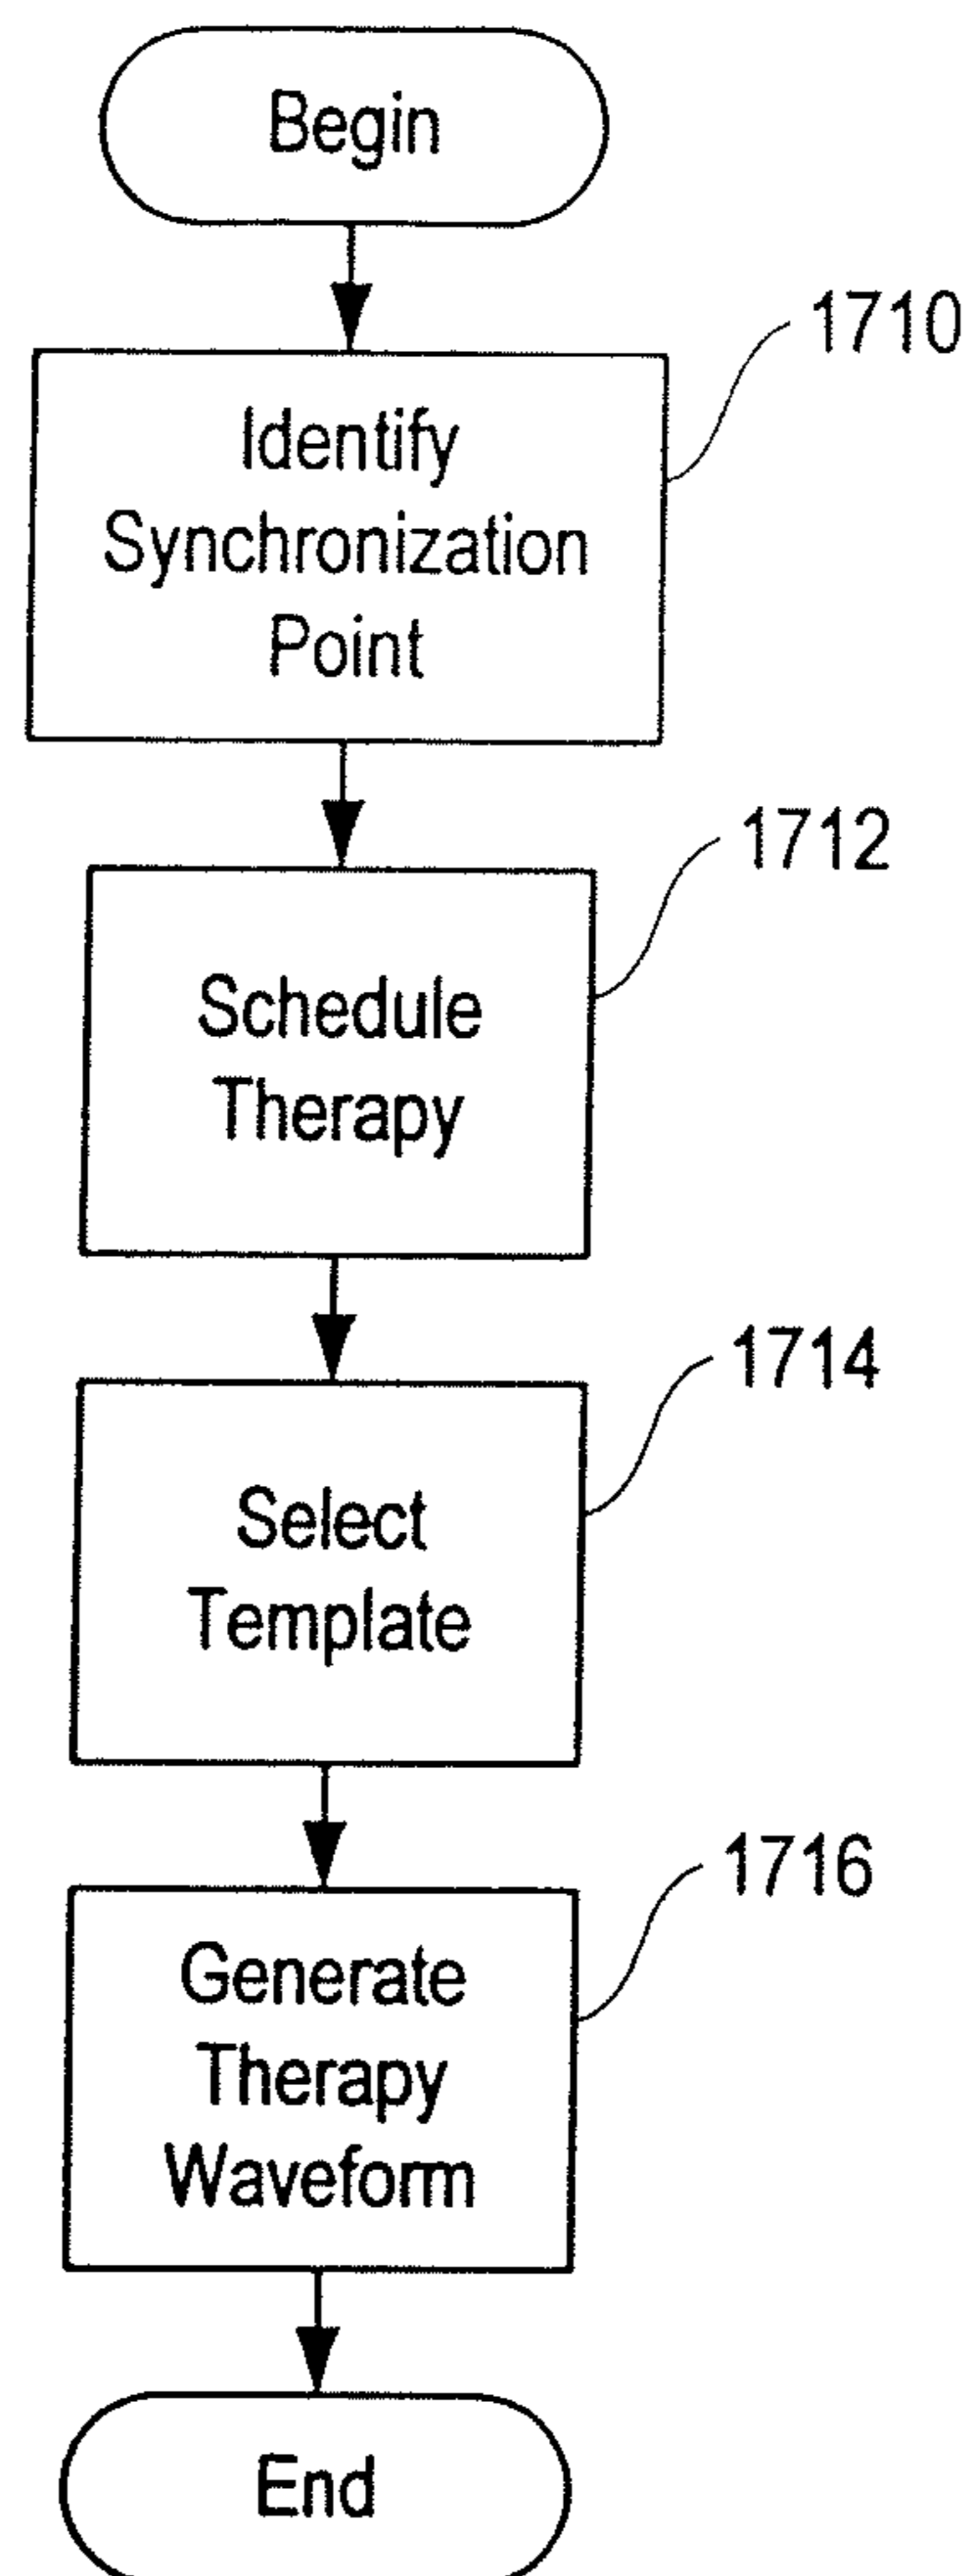 Begin
1710
Identify
Synchronization
Point
1712
Schedule
Therapy
1714
Select
Template
1716
Generate
Therapy
Waveform
End